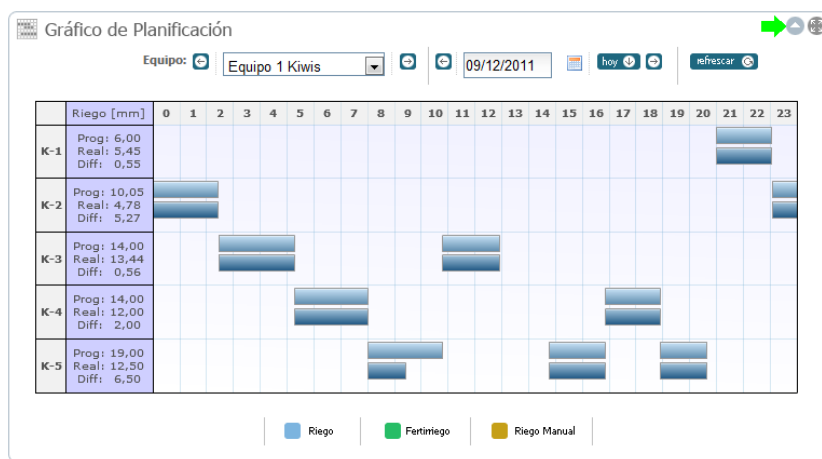 Gráfico de Planificación
Equipo: Equipo 1 Kiwis 09/12/2011 hoy refrescar
Riego [mm] 0 1 2 3 4 5 6 7 8 9 10 11 12 13 14 15 16 17 18 19 20 21 22 23
K-1
Prog: 6,00
Real: 5,45
Diff: 0,55
K-2
Prog: 10,05
Real: 4,78
Diff: 5,27
K-3
Prog: 14,00
Real: 13,44
Diff: 0,56
K-4
Prog: 14,00
Real: 12,00
Diff: 2,00
K-5
Prog: 19,00
Real: 12,50
Diff: 6,50
Riego Fertirriego Riego Manual